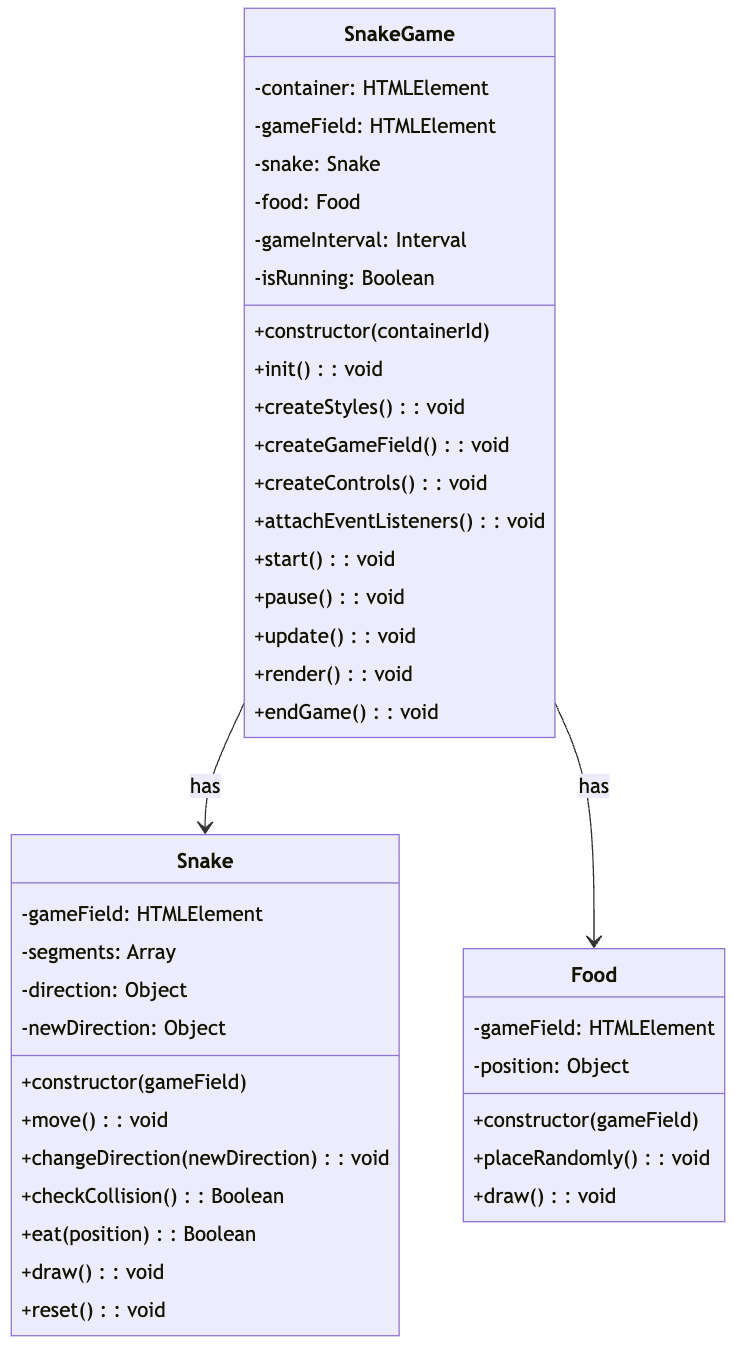 SnakeGame
-container: HTMLElement
-gameField: HTMLElement
-snake: Snake
-food: Food
-gameInterval: Interval
-isRunning: Boolean
+constructor(containerId)
+init() : : void
+createStyles() : : void
+createGameField() : : void
+createControls() : : void
+attachEventListeners() : : void
+start() : : void
+pause() : : void
+update() : : void
+render() : : void
+endGame() : : void
has
has
Snake
-gameField: HTMLElement
-segments: Array
-direction: Object
-newDirection: Object
+constructor(gameField)
+move() : : void
+changeDirection(newDirection) : : void
+checkCollision() : : Boolean
+eat(position) : : Boolean
+draw() : : void
+reset() : : void
Food
-gameField: HTMLElement
-position: Object
+constructor(gameField)
+placeRandomly() : : void
+draw() : : void